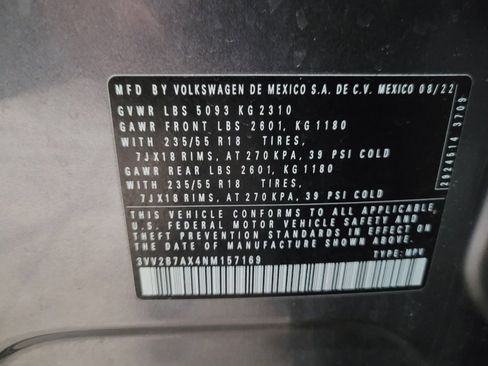 MFD. BY VOLKSWAGEN DE MEXICO S.A. DE C.V. MEXICO 08/22
GVWR LBS 5093 KG 2310
GAWR FRONT LBS 2601, KG 1180
WITH 235/55 R18 TIRES,
7JX18 RIMS, AT 270 KPA, 39 PSI COLD
GAWR REAR LBS 2601, KG 1180
WITH 235/55 R18 TIRES,
7JX18 RIMS, AT 270 KPA, 39 PSI COLD
THIS VEHICLE CONFORMS TO ALL APPLICABLE
U.S. FEDERAL MOTOR VEHICLE SAFETY AND
THEFT PREVENTION STANDARDS IN EFFECT ON THE
DATE OF MANUFACTURE SHOWN ABOVE.
3VV2B7AX4NM157169 TYPE: MPV
2924614 3709